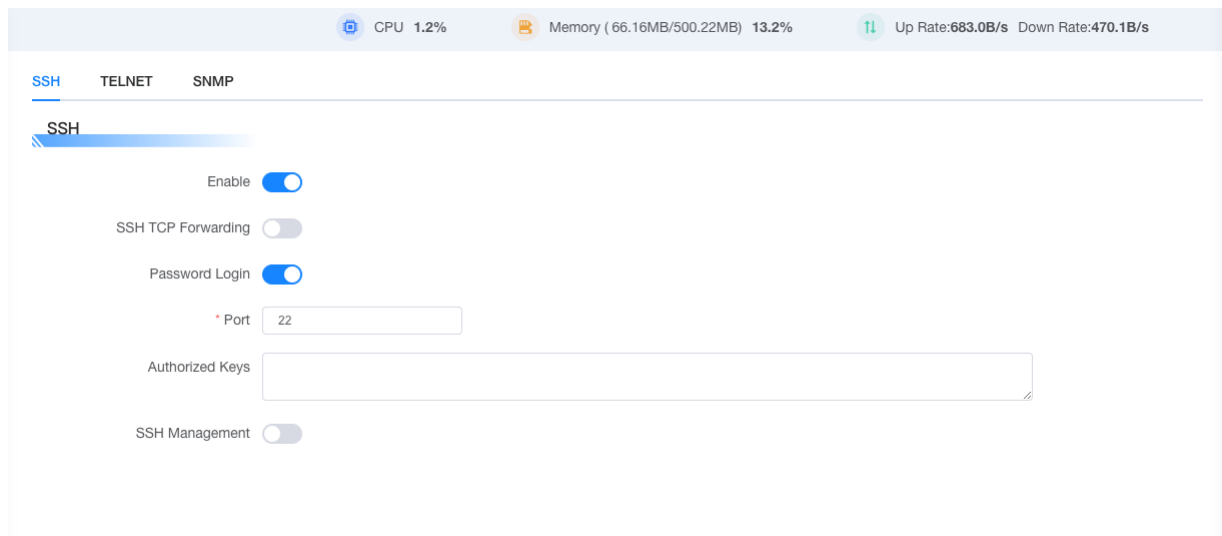 CPU 1.2% Memory ( 66.16MB/500.22MB) 13.2% Up Rate:683.0B/s Down Rate:470.1B/s
SSH TELNET SNMP
SSH
Enable
SSH TCP Forwarding
Password Login
* Port 22
Authorized Keys
SSH Management